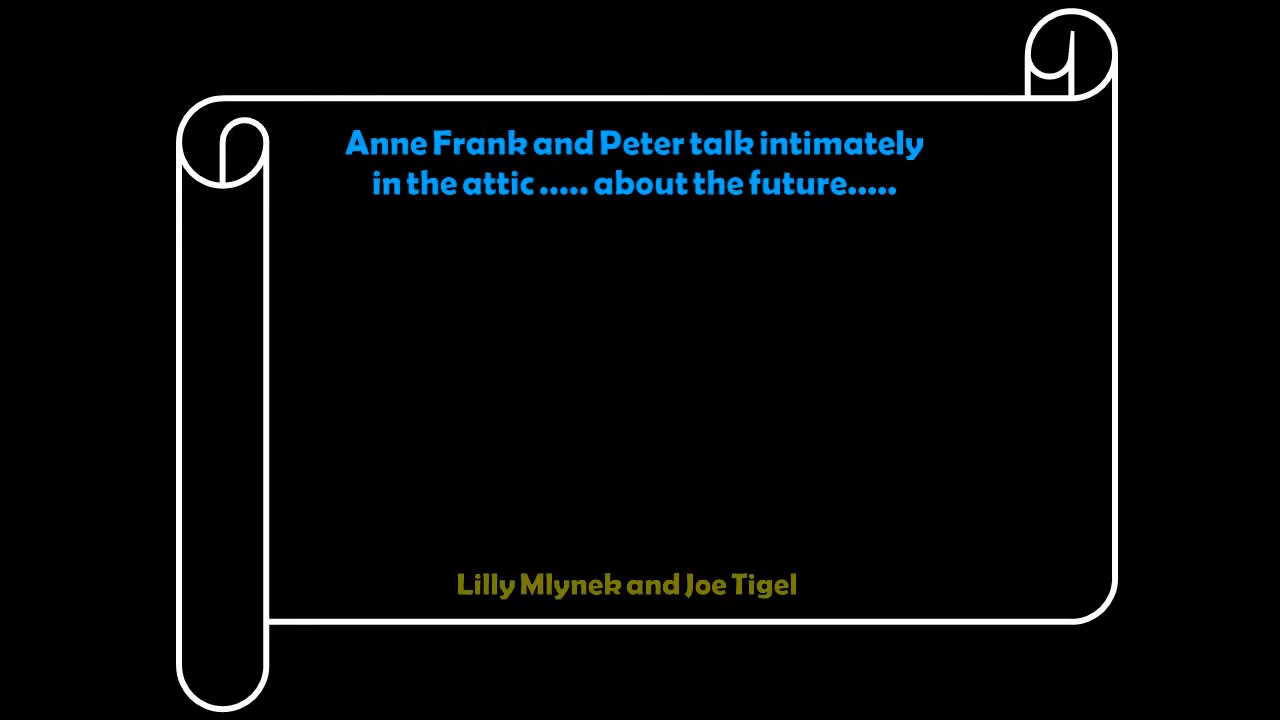 Anne Frank and Peter talk intimately
in the attic ..... about the future.....
Lilly Mlynek and Joe Tigel